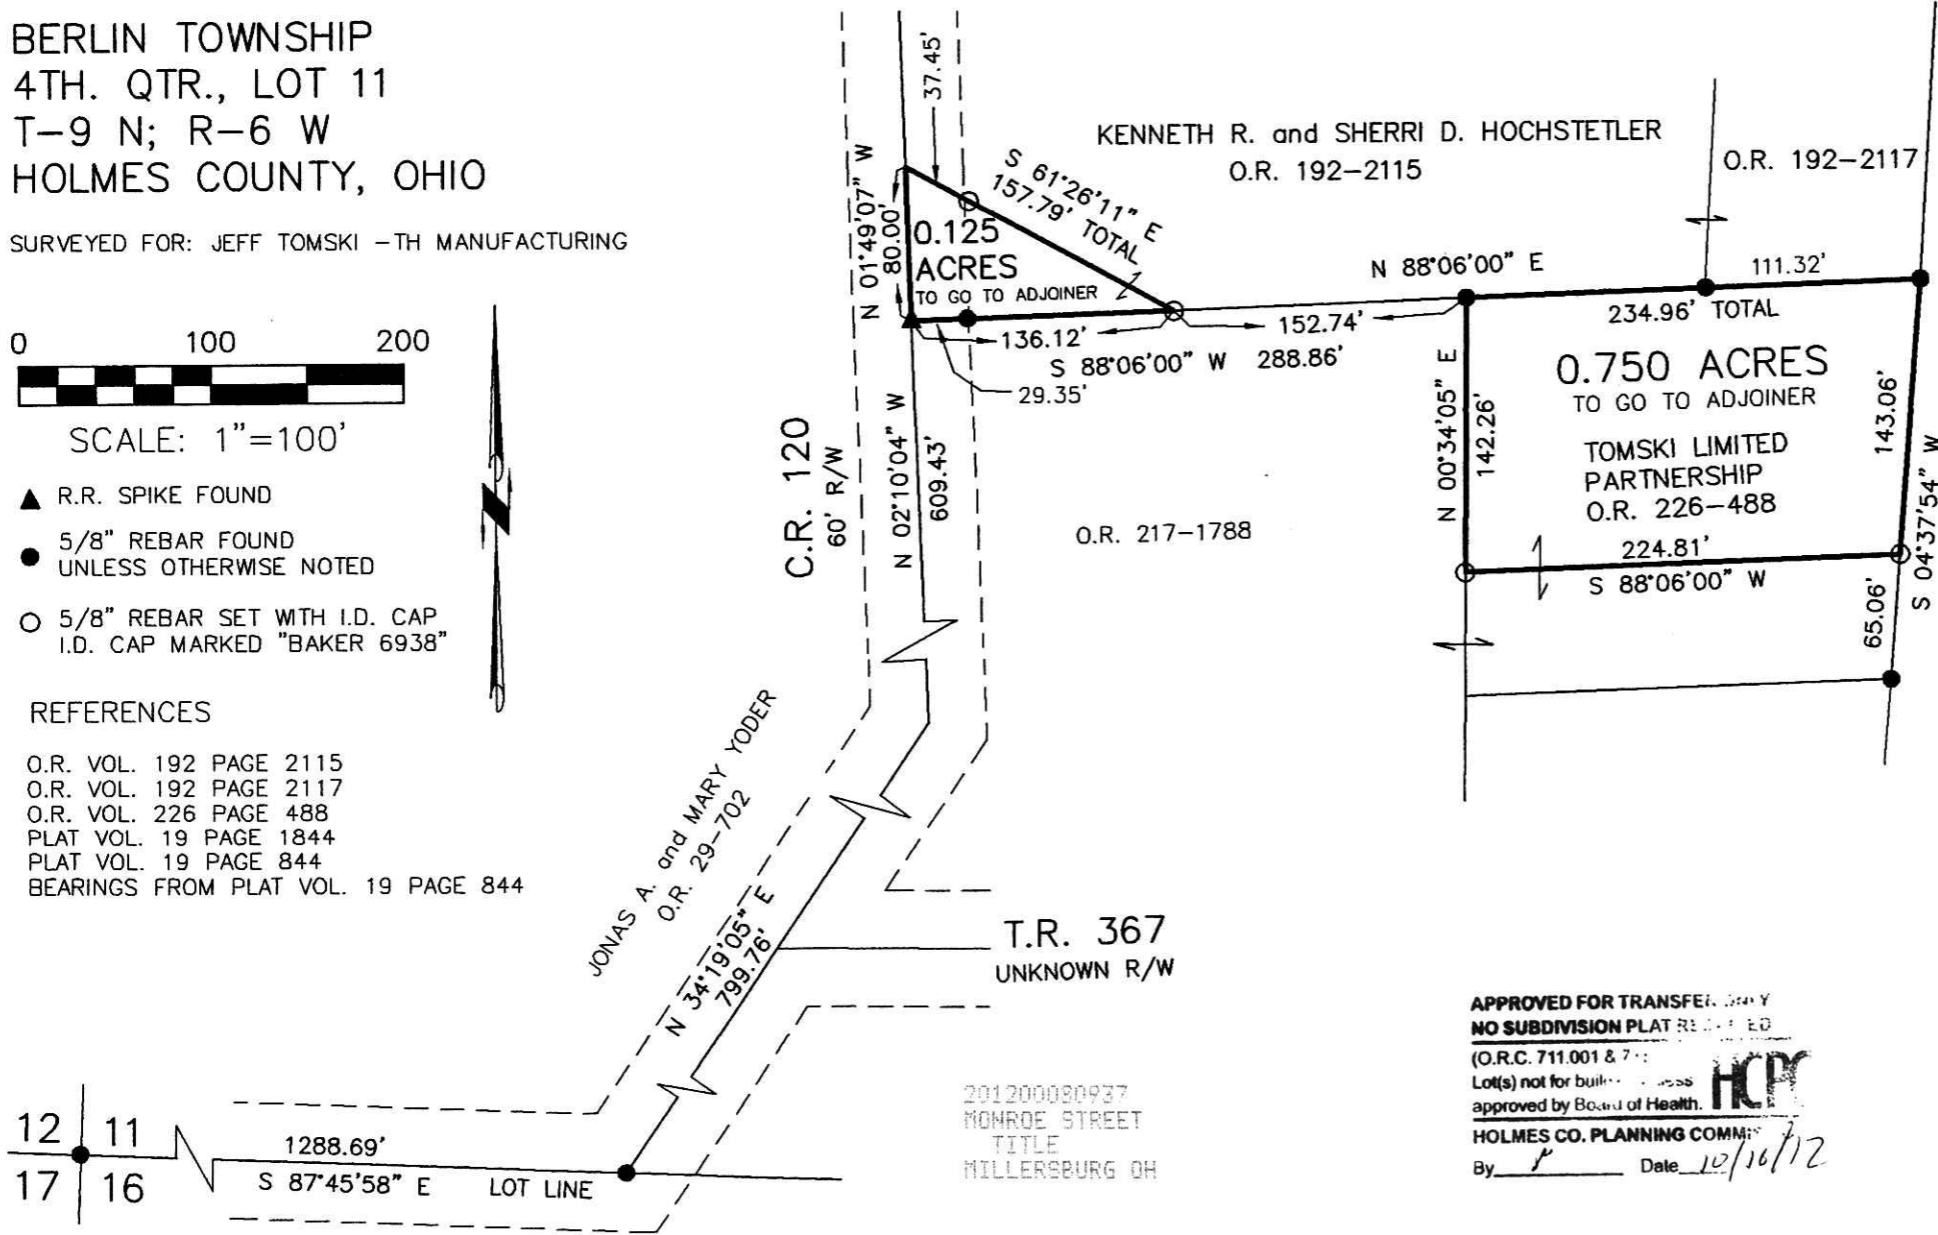 BERLIN TOWNSHIP
4TH. QTR., LOT 11
T-9 N; R-6 W
HOLMES COUNTY, OHIO
SURVEYED FOR: JEFF TOMSKI -TH MANUFACTURING
0 100 200
SCALE: 1"=100'
R.R. SPIKE FOUND
5/8" REBAR FOUND
UNLESS OTHERWISE NOTED
5/8" REBAR SET WITH I.D. CAP
I.D. CAP MARKED "BAKER 6938"
REFERENCES
O.R. VOL. 192 PAGE 2115
O.R. VOL. 192 PAGE 2117
O.R. VOL. 226 PAGE 488
PLAT VOL. 19 PAGE 1844
PLAT VOL. 19 PAGE 844
BEARINGS FROM PLAT VOL. 19 PAGE 844
37.45'
N 01°49'07" W
80.00'
S 61°26'11" E
157.79' TOTAL
0.125
ACRES
TO GO TO ADJOINER
KENNETH R. and SHERRI D. HOCHSTETLER
O.R. 192-2115
O.R. 192-2117
N 88°06'00" E
111.32'
234.96' TOTAL
136.12'
152.74'
S 88°06'00" W 288.86'
29.35'
0.750 ACRES
TO GO TO ADJOINER
TOMSKI LIMITED
PARTNERSHIP
O.R. 226-488
N 00°34'05" E
142.26'
143.06'
S 04°37'54" W
65.06'
224.81'
S 88°06'00" W
C.R. 120
60' R/W
N 02°10'04" W
609.43'
O.R. 217-1788
JONAS A. and MARY YODER
O.R. 29-702
N 34°19'05" E
799.76'
T.R. 367
UNKNOWN R/W
12 11
17 16
1288.69'
S 87°45'58" E LOT LINE
201200080937
MONROE STREET
TITLE
MILLERSBURG OH
APPROVED FOR TRANSFER
NO SUBDIVISION PLAT
(O.R.C. 711.001 &
Lot(s) not for
approved by Board of Health.
HCPC
HOLMES CO. PLANNING
By Date 10/16/12